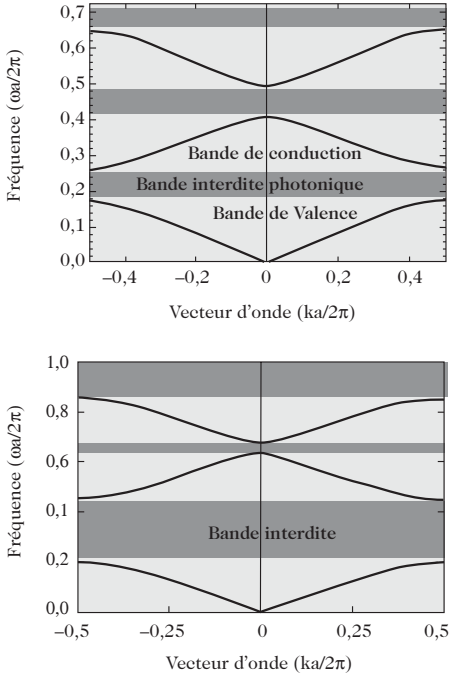 Fréquence (ωa/2π)
0,7
0,6
0,5
0,4
0,3
0,2
0,1
0,0
Bande de conduction
Bande interdite photonique
Bande de Valence
–0,4 –0,2 0 0,2 0,4
Vecteur d'onde (ka/2π)
Fréquence (ωa/2π)
1,0
0,8
0,6
0,1
0,2
0,0
Bande interdite
–0,5 –0,25 0 0,25 0,5
Vecteur d'onde (ka/2π)